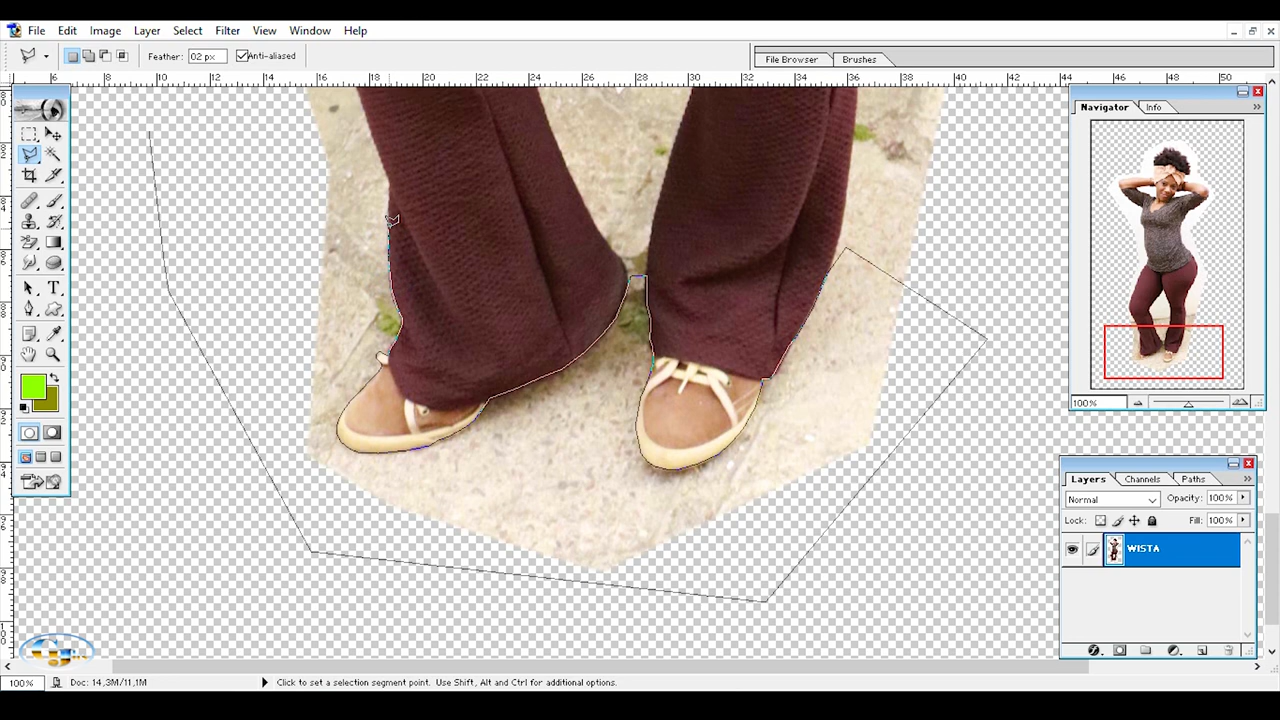 File Edit Image Layer Select Filter View Window Help
Feather: 02 px Anti-aliased File Browser Brushes
6 8 10 12 14 16 18 20 22 24 26 28 30 32 34 36 38 40 42 44 46 48 50
Navigator Info
100%
Layers Channels Paths
Normal Opacity: 100%
Lock: Fill: 100%
WISTA
100% Doc: 14,3M/11,1M Click to set a selection segment point. Use Shift, Alt and Ctrl for additional options.